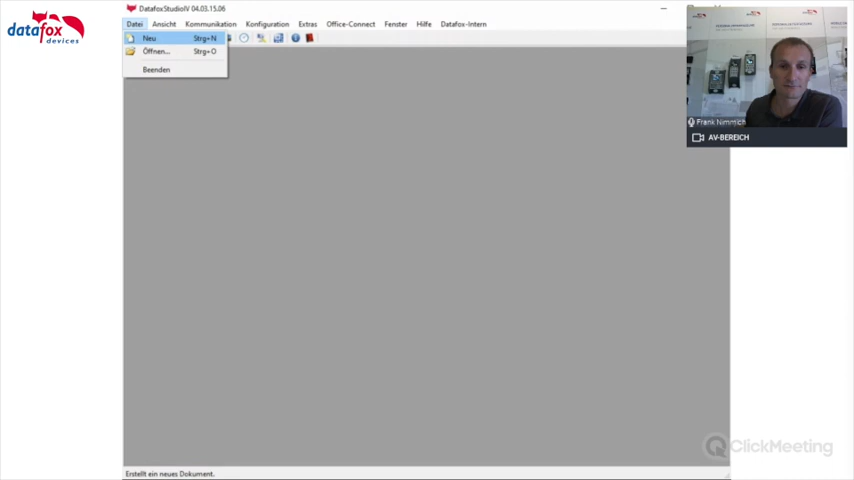 datafox
devices
DatafoxStudioIV 04.03.15.06
Datei Ansicht Kommunikation Konfiguration Extras Office-Connect Fenster Hilfe Datafox-Intern
Neu Strg+N
Öffnen... Strg+O
Beenden
Frank Nimmich
AV-BEREICH
ClickMeeting
Erstellt ein neues Dokument.